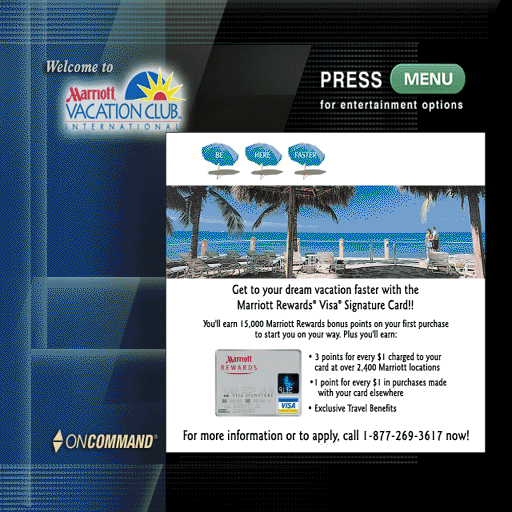 Welcome to
Marriott
VACATION CLUB
INTERNATIONAL
PRESS MENU
for entertainment options
BE HERE FASTER
Get to your dream vacation faster with the
Marriott Rewards® Visa® Signature Card!!
You'll earn 15,000 Marriott Rewards bonus points on your first purchase
to start you on your way. Plus you'll earn:
Marriott
REWARDS
VISA SIGNATURE
VISA
• 3 points for every $1 charged to your
card at over 2,400 Marriott locations
• 1 point for every $1 in purchases made
with your card elsewhere
• Exclusive Travel Benefits
ONCOMMAND®
For more information or to apply, call 1-877-269-3617 now!